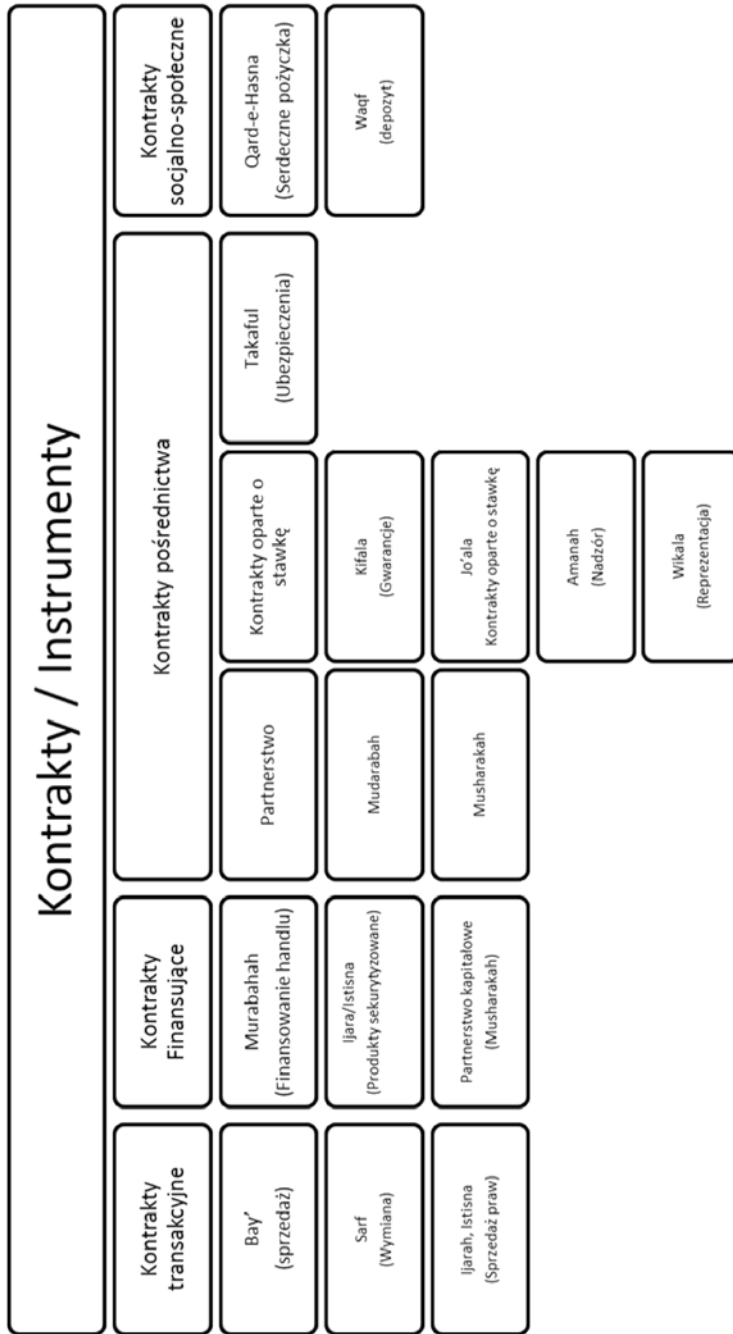 Kontrakty / Instrumenty
Kontrakty
transakcyjne
Kontrakty
Finansujące
Kontrakty pośrednictwa
Kontrakty
socjalno-społeczne
Bay’
(sprzedaż)
Murabahah
(Finansowanie handlu)
Partnerstwo
Kontrakty oparte o
stawkę
Takaful
(Ubezpieczenia)
Qard-e-Hasna
(Serdeczne pożyczka)
Sarf
(Wymiana)
Ijara/Istisna
(Produkty sekurytyzowane)
Mudarabah
Kifala
(Gwarancje)
Waqf
(depozyt)
Ijarah, Istisna
(Sprzedaż praw)
Partnerstwo kapitałowe
(Musharakah)
Musharakah
Jo’ala
Kontrakty oparte o stawkę
Amanah
(Nadzór)
Wikala
(Reprezentacja)